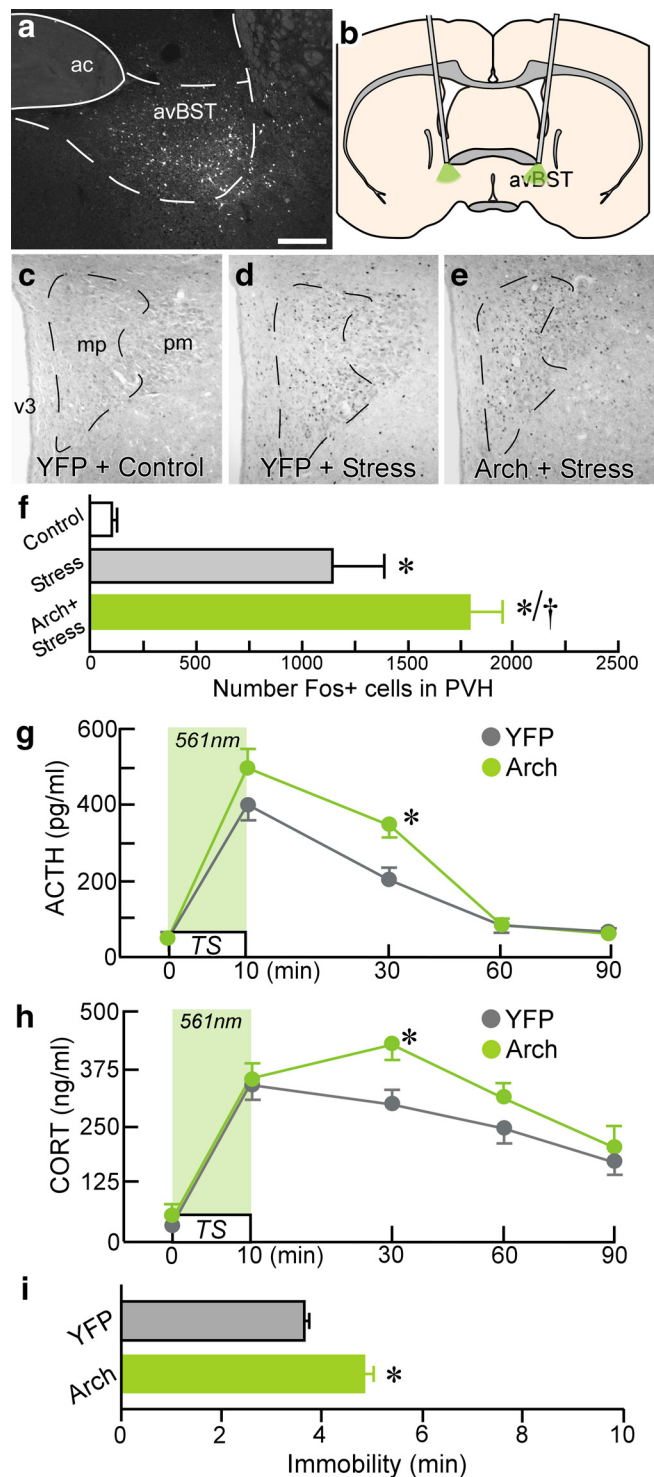 a
ac
avBST
b
avBST
c
mp
pm
v3
YFP + Control
d
YFP + Stress
e
Arch + Stress
f
Control
Stress
*
Arch+
Stress
*/†
0 500 1000 1500 2000 2500
Number Fos+ cells in PVH
g
561nm
YFP
Arch
600
400
200
0
ACTH (pg/ml)
*
TS
0 10 (min) 30 60 90
h
561nm
YFP
Arch
500
375
250
125
0
CORT (ng/ml)
*
TS
0 10 (min) 30 60 90
i
YFP
Arch
*
0 2 4 6 8 10
Immobility (min)